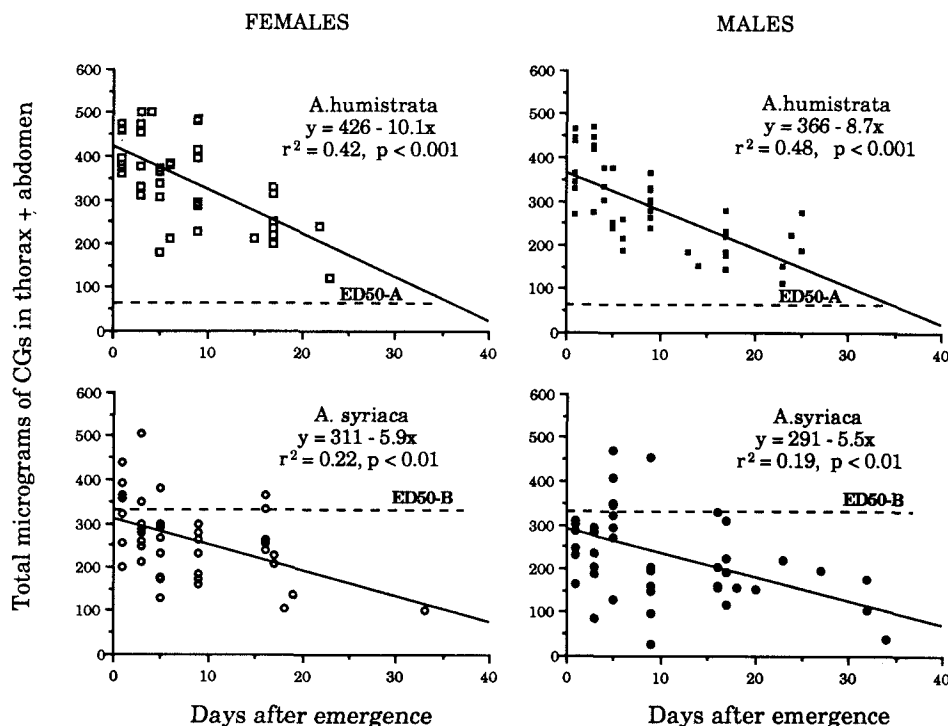 FEMALES
MALES
Total micrograms of CGs in thorax + abdomen
600
500
400
300
200
100
0
A.humistrata
y = 426 - 10.1x
r² = 0.42, p < 0.001
ED50-A
0 10 20 30 40
600
500
400
300
200
100
0
A.humistrata
y = 366 - 8.7x
r² = 0.48, p < 0.001
ED50-A
0 10 20 30 40
600
500
400
300
200
100
0
A. syriaca
y = 311 - 5.9x
r² = 0.22, p < 0.01
ED50-B
0 10 20 30 40
Days after emergence
600
500
400
300
200
100
0
A.syriaca
y = 291 - 5.5x
r² = 0.19, p < 0.01
ED50-B
0 10 20 30 40
Days after emergence